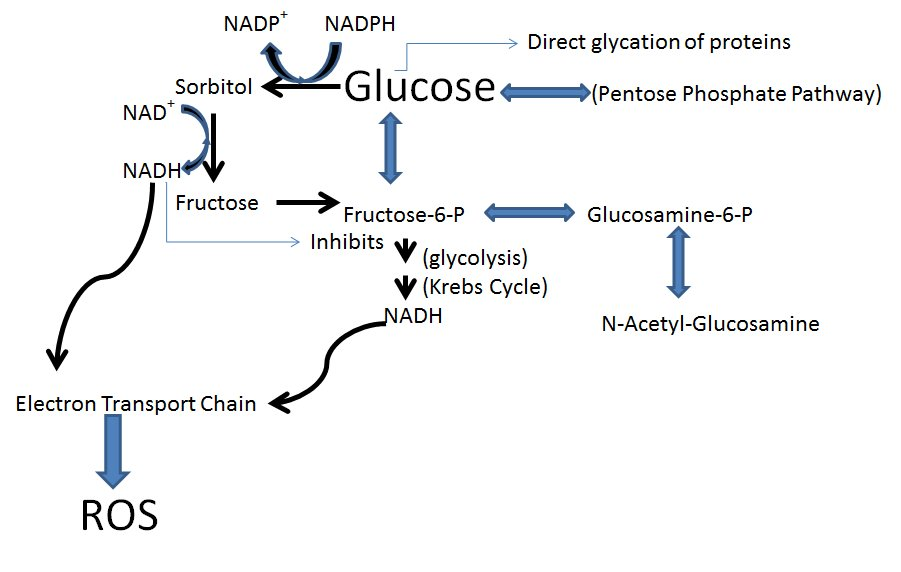 NADP+ NADPH
Direct glycation of proteins
Sorbitol Glucose (Pentose Phosphate Pathway)
NAD+
NADH
Fructose Fructose-6-P Glucosamine-6-P
Inhibits
(glycolysis)
(Krebs Cycle)
NADH N-Acetyl-Glucosamine
Electron Transport Chain
ROS